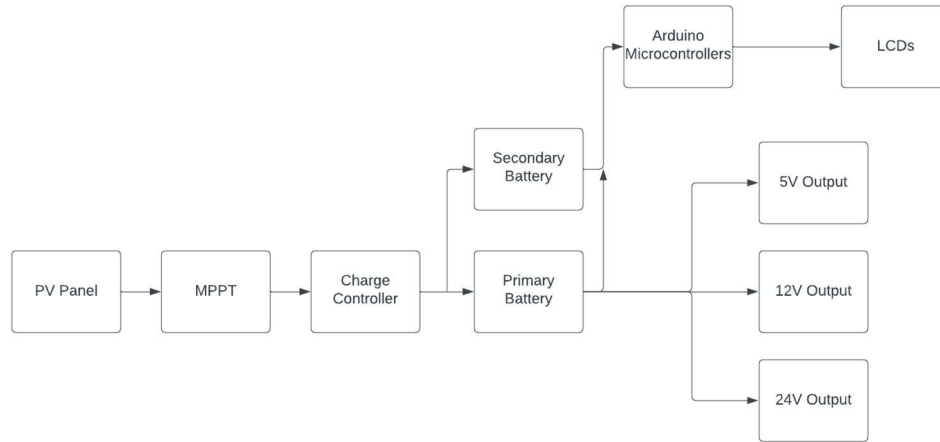 Arduino
Microcontrollers
LCDs
Secondary
Battery
5V Output
PV Panel
MPPT
Charge
Controller
Primary
Battery
12V Output
24V Output